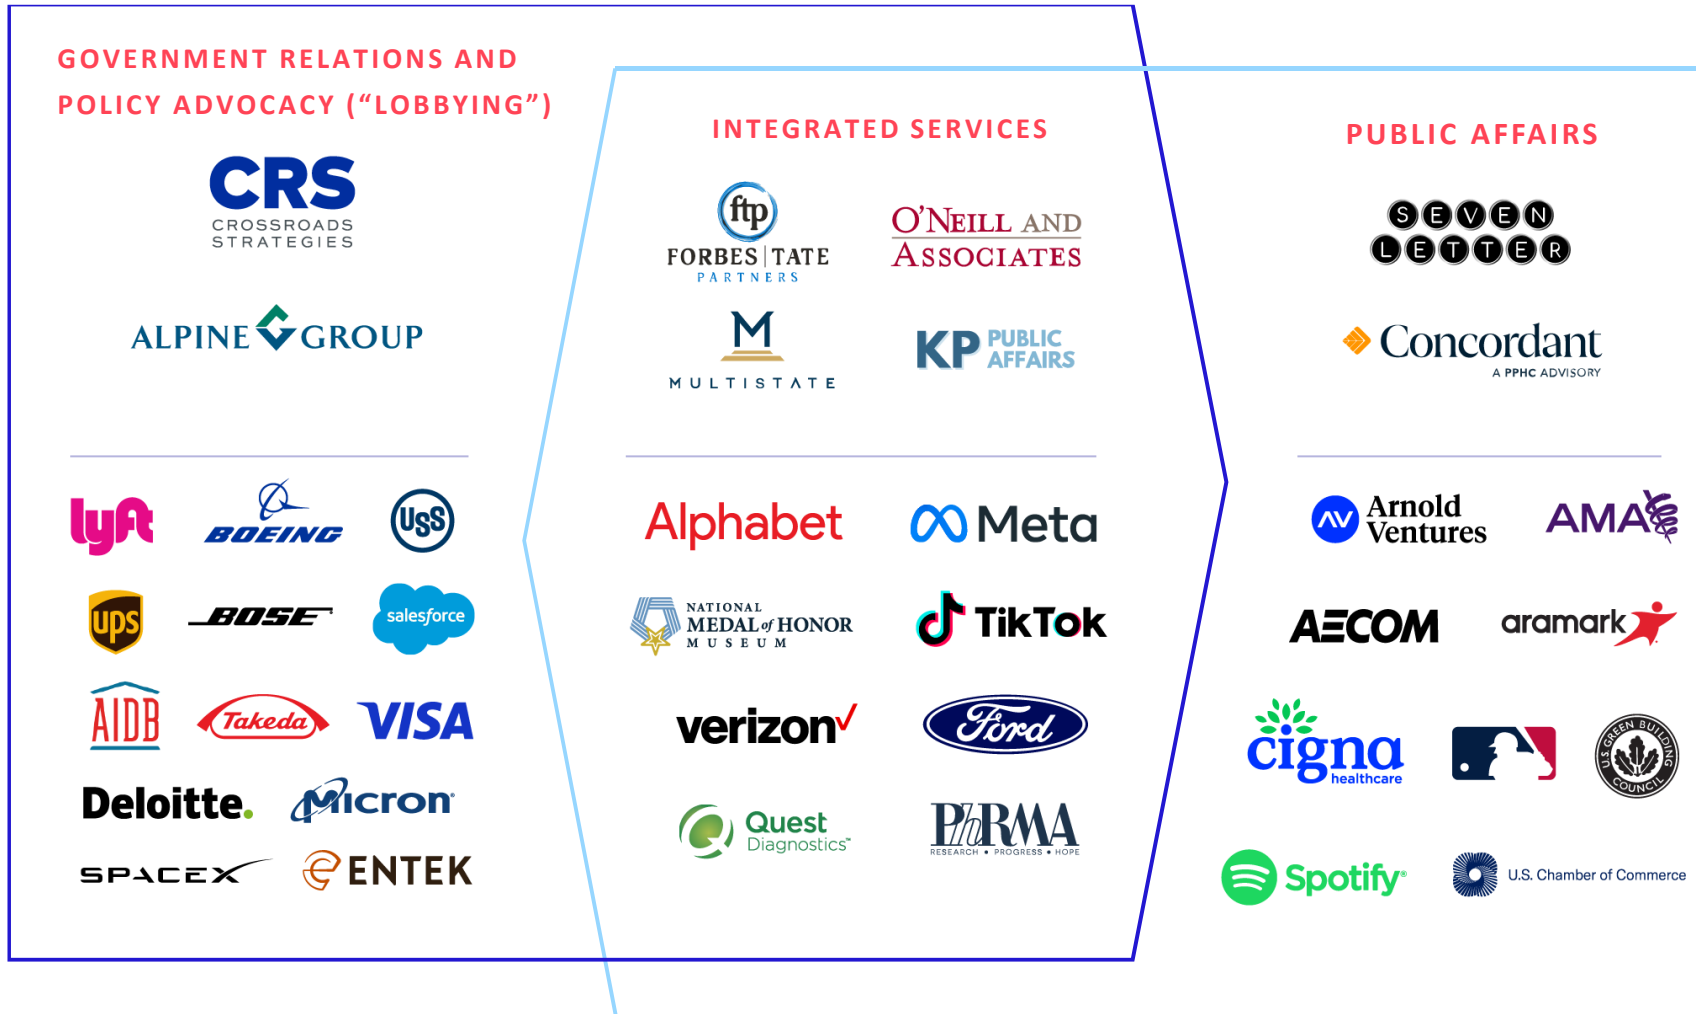 GOVERNMENT RELATIONS AND
POLICY ADVOCACY (“LOBBYING”)
CRS
CROSSROADS
STRATEGIES
ALPINE GROUP
lyft
BOEING
USS
ups
BOSE
salesforce
AIDB
Takeda
VISA
Deloitte.
Micron
SPACEX
ENTEK
INTEGRATED SERVICES
ftp
FORBES|TATE
PARTNERS
O’NEILL AND
ASSOCIATES
M
MULTISTATE
KP PUBLIC
AFFAIRS
Alphabet
Meta
NATIONAL
MEDAL of HONOR
MUSEUM
TikTok
verizon
Ford
Quest
Diagnostics™
PhRMA
RESEARCH • PROGRESS • HOPE
PUBLIC AFFAIRS
SEVEN
LETTER
Concordant
A PPHC ADVISORY
AV
Arnold
Ventures
AMA
AECOM
aramark
cigna
healthcare
U.S. GREEN BUILDING
COUNCIL
Spotify®
U.S. Chamber of Commerce